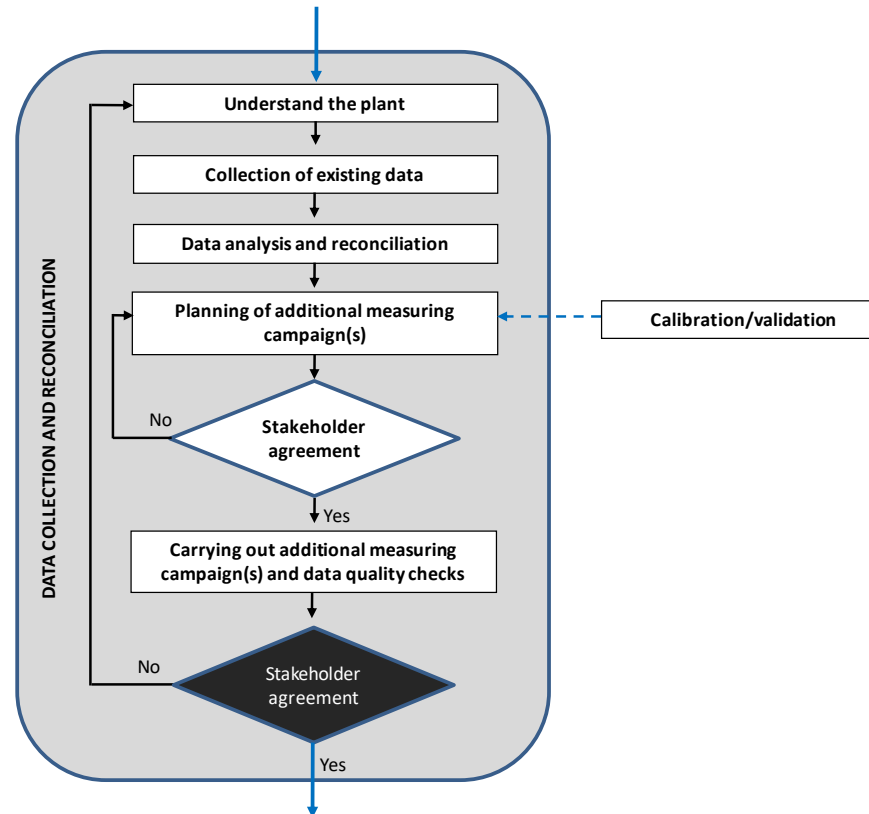 Understand the plant
Collection of existing data
Data analysis and reconciliation
Planning of additional measuring
campaign(s)
Calibration/validation
No
Stakeholder
agreement
Yes
Carrying out additional measuring
campaign(s) and data quality checks
No
Stakeholder
agreement
Yes
DATA COLLECTION AND RECONCILIATION